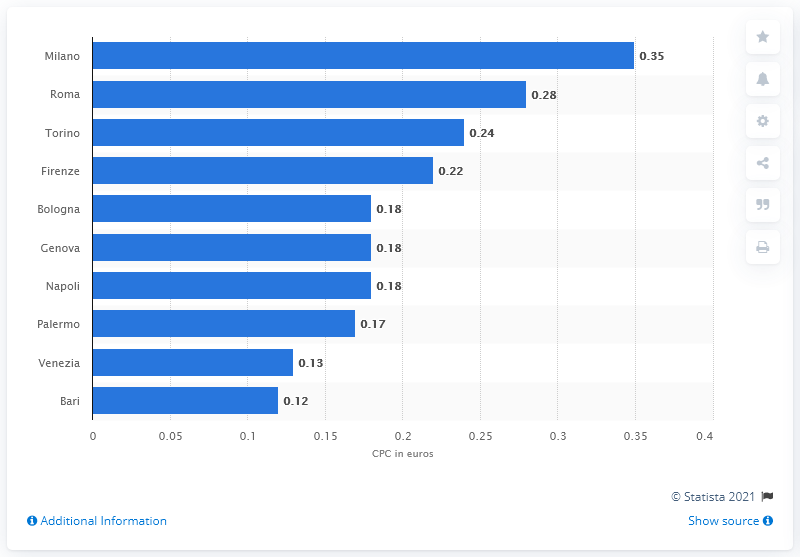 Milano 0.35
Roma 0.28
Torino 0.24
Firenze 0.22
Bologna 0.18
Genova 0.18
Napoli 0.18
Palermo 0.17
Venezia 0.13
Bari 0.12
0 0.05 0.1 0.15 0.2 0.25 0.3 0.35 0.4
CPC in euros
© Statista 2021
Additional Information
Show source